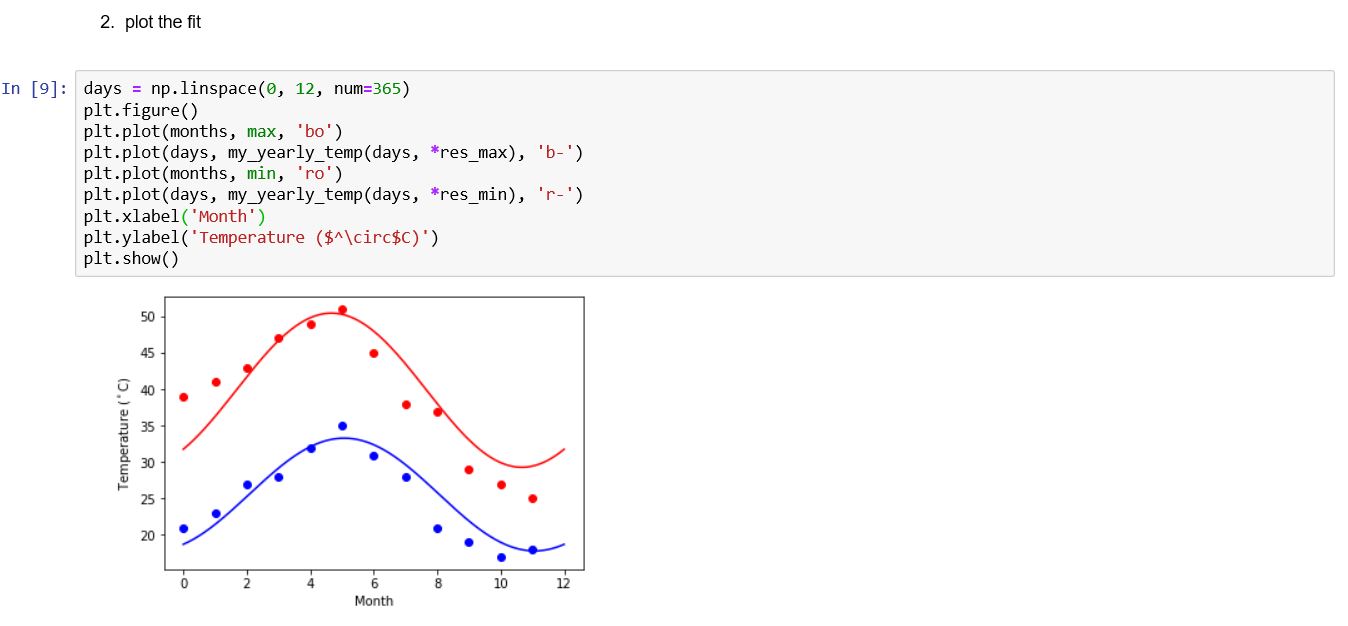 2. plot the fit
In [9]: days = np.linspace(0, 12, num=365)
plt.figure()
plt.plot(months, max, 'bo')
plt.plot(days, my_yearly_temp(days, *res_max), 'b-')
plt.plot(months, min, 'ro')
plt.plot(days, my_yearly_temp(days, *res_min), 'r-')
plt.xlabel('Month')
plt.ylabel('Temperature ($^\circ$C)')
plt.show()
50
45
40
35
30
25
20
Temperature (°C)
0 2 4 6 8 10 12
Month